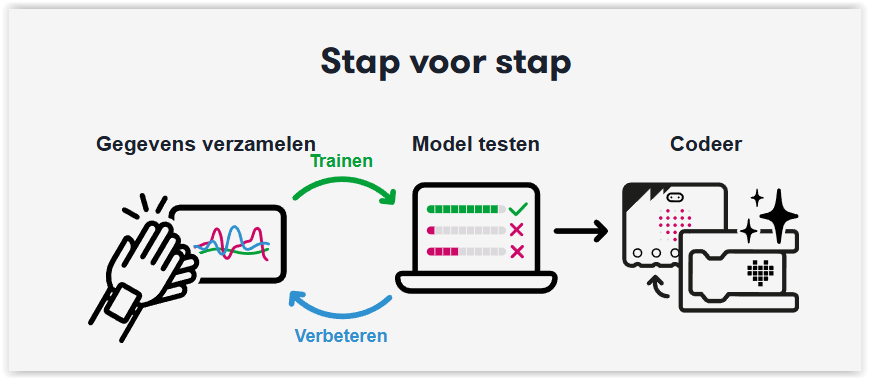 Stap voor stap
Gegevens verzamelen
Trainen
Model testen
Codeer
Verbeteren